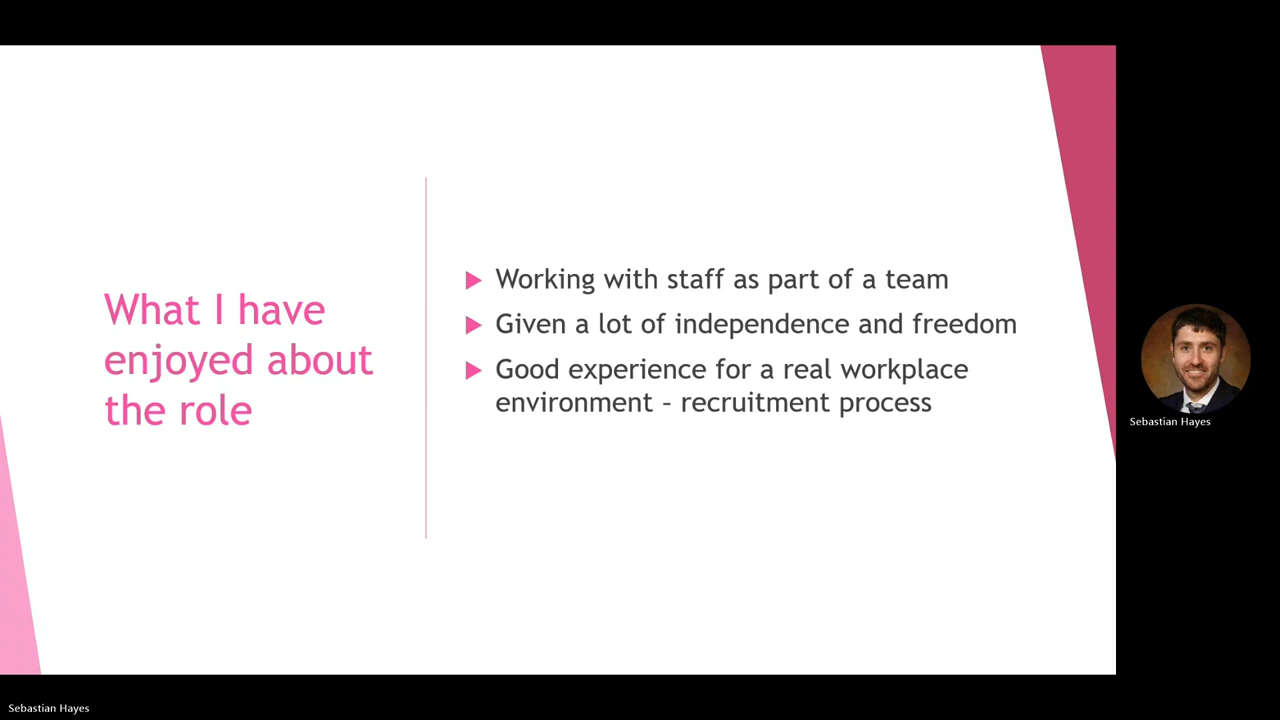 What I have
enjoyed about
the role
Working with staff as part of a team
Given a lot of independence and freedom
Good experience for a real workplace
environment – recruitment process
Sebastian Hayes
Sebastian Hayes